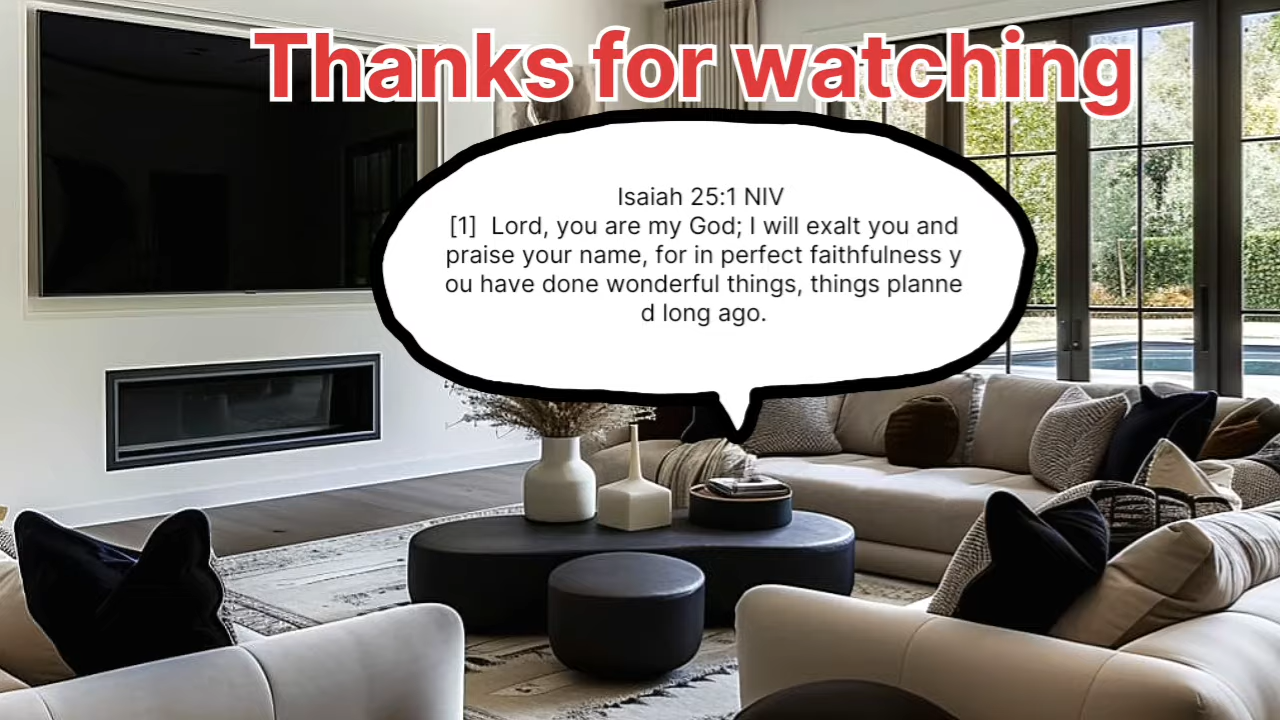 Thanks for watching
Isaiah 25:1 NIV
[1]  Lord, you are my God; I will exalt you and
praise your name, for in perfect faithfulness y
ou have done wonderful things, things planne
d long ago.